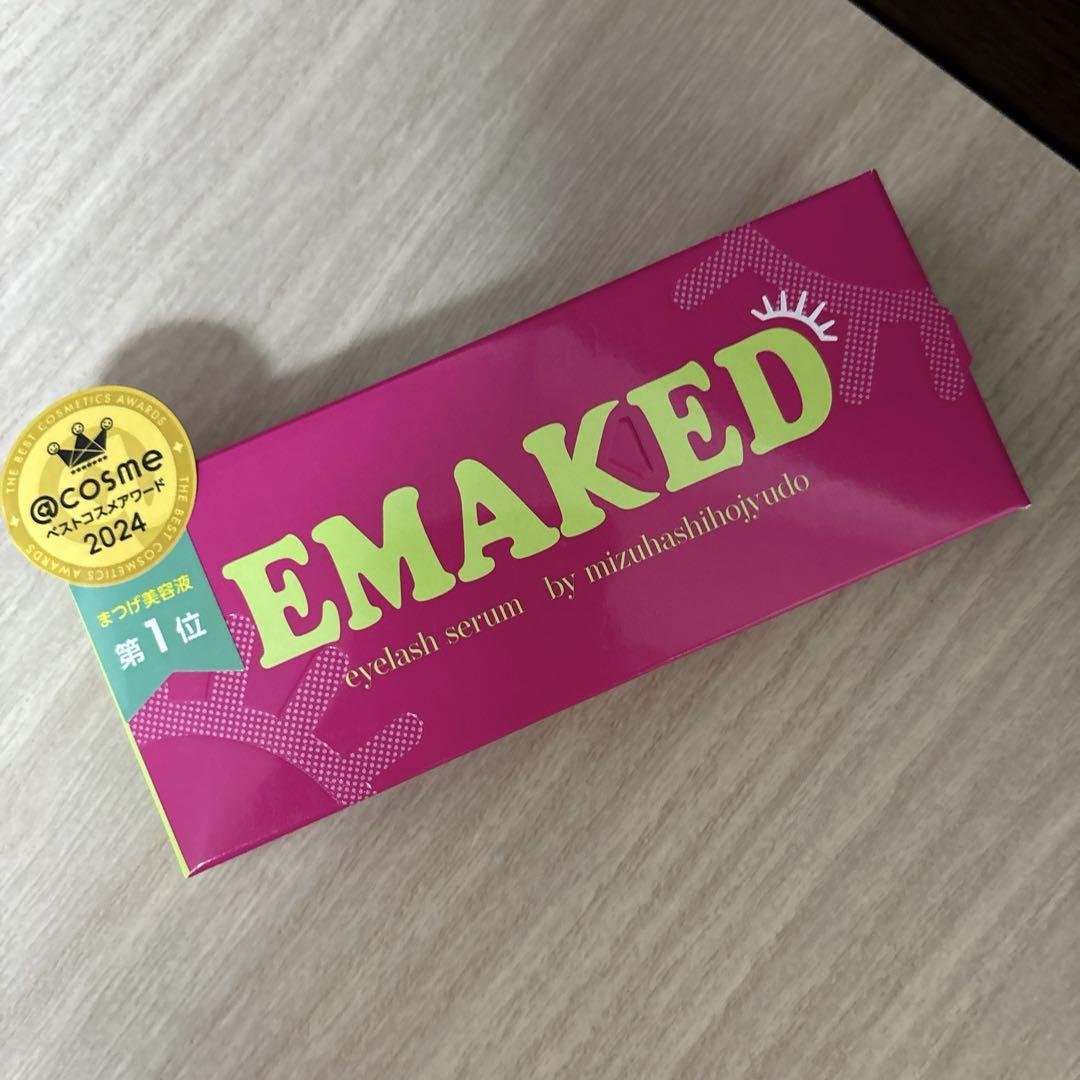 THE BEST COSMETICS AWARDS
@cosme
ベストコスメアワード
2024
THE BEST COSMETICS AWARDS
まつげ美容液
第1位
EMAKED
eyelash serum by mizuhashihojyudo